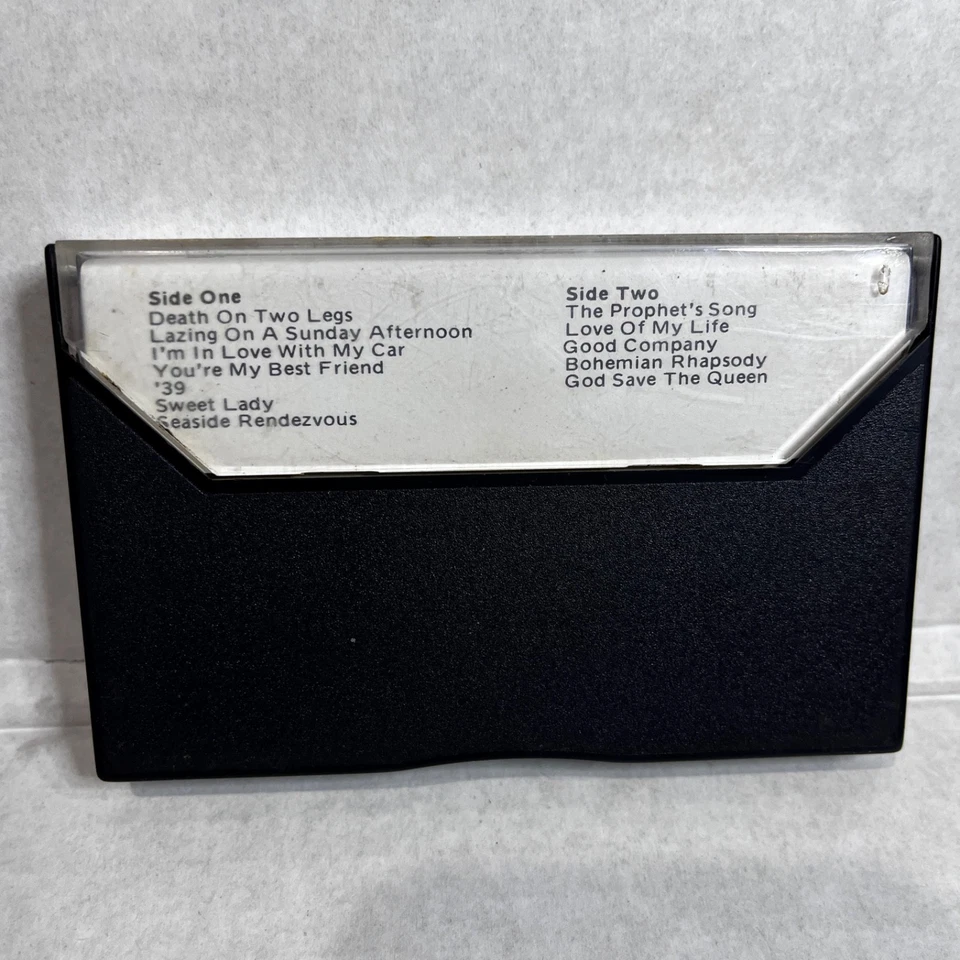 Side One
Death On Two Legs
Lazing On A Sunday Afternoon
I'm In Love With My Car
You're My Best Friend
'39
Sweet Lady
Seaside Rendezvous
Side Two
The Prophet's Song
Love Of My Life
Good Company
Bohemian Rhapsody
God Save The Queen